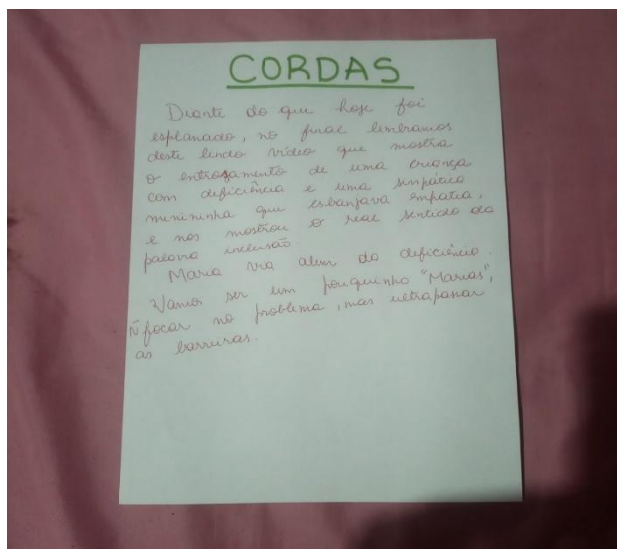 CORDAS
Diante do que hoje foi
esplanado, no final lembramos
deste lindo vídeo que mostra
o entrosamento de uma criança
com deficiência e uma simpática
minininha que esbanjava empatia,
e nos mostrou o real sentido da
palavra inclusão.
Maria via alem da deficiência.
Vamos ser um pouquinho "Marias",
ñ focar no problema, mas ultrapassar
as barreiras.